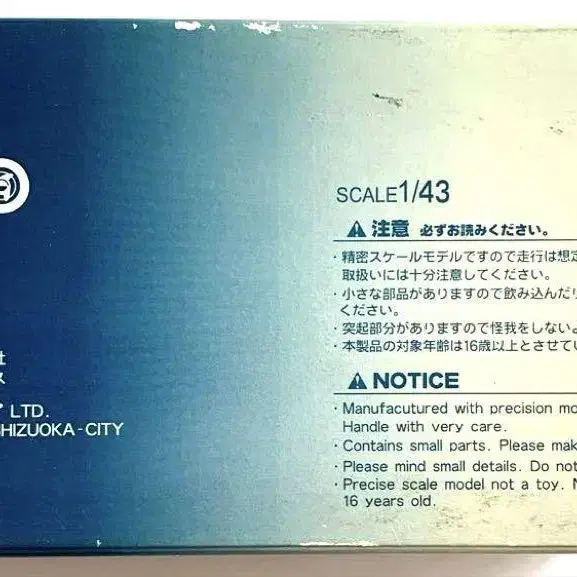 SCALE1/43
注意 必ずお読みください。
・精密スケールモデルですので走行は想定
取扱いには十分注意してください。
・小さな部品がありますので飲み込んだり
ください。
・突起部分がありますので怪我をしない
・本製品の対象年齢は16歳以上とさせてい
NOTICE
・Manufacutured with precision mo
Handle with very care.
・Contains small parts. Please mak
・Please mind small details. Do not
・Precise scale model not a toy. N
16 years old.
社
ス
LTD.
HIZUOKA-CITY